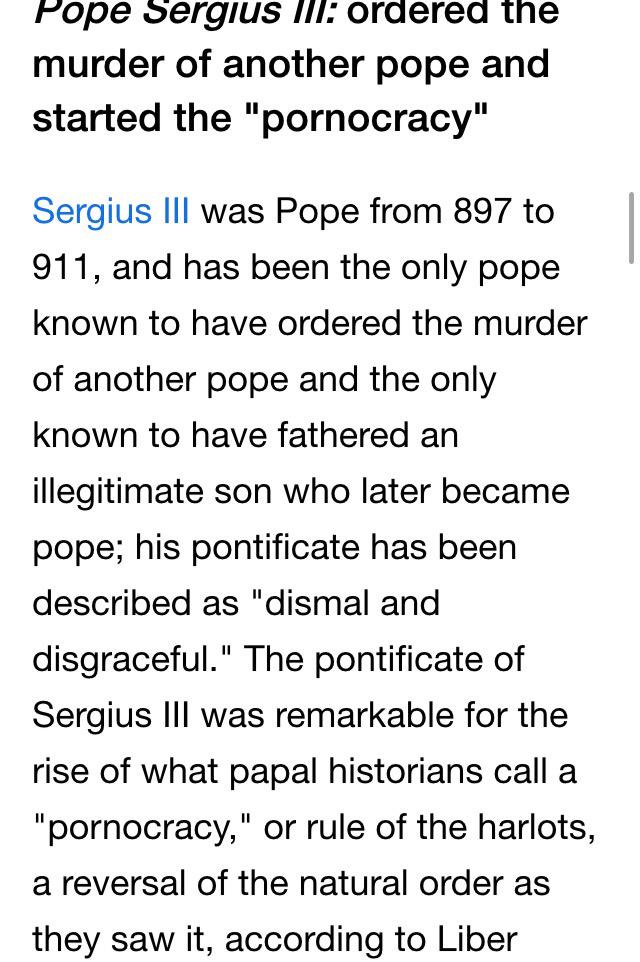 Pope Sergius III: ordered the
murder of another pope and
started the "pornocracy"
Sergius III was Pope from 897 to
911, and has been the only pope
known to have ordered the murder
of another pope and the only
known to have fathered an
illegitimate son who later became
pope; his pontificate has been
described as "dismal and
disgraceful." The pontificate of
Sergius III was remarkable for the
rise of what papal historians call a
"pornocracy," or rule of the harlots,
a reversal of the natural order as
they saw it, according to Liber